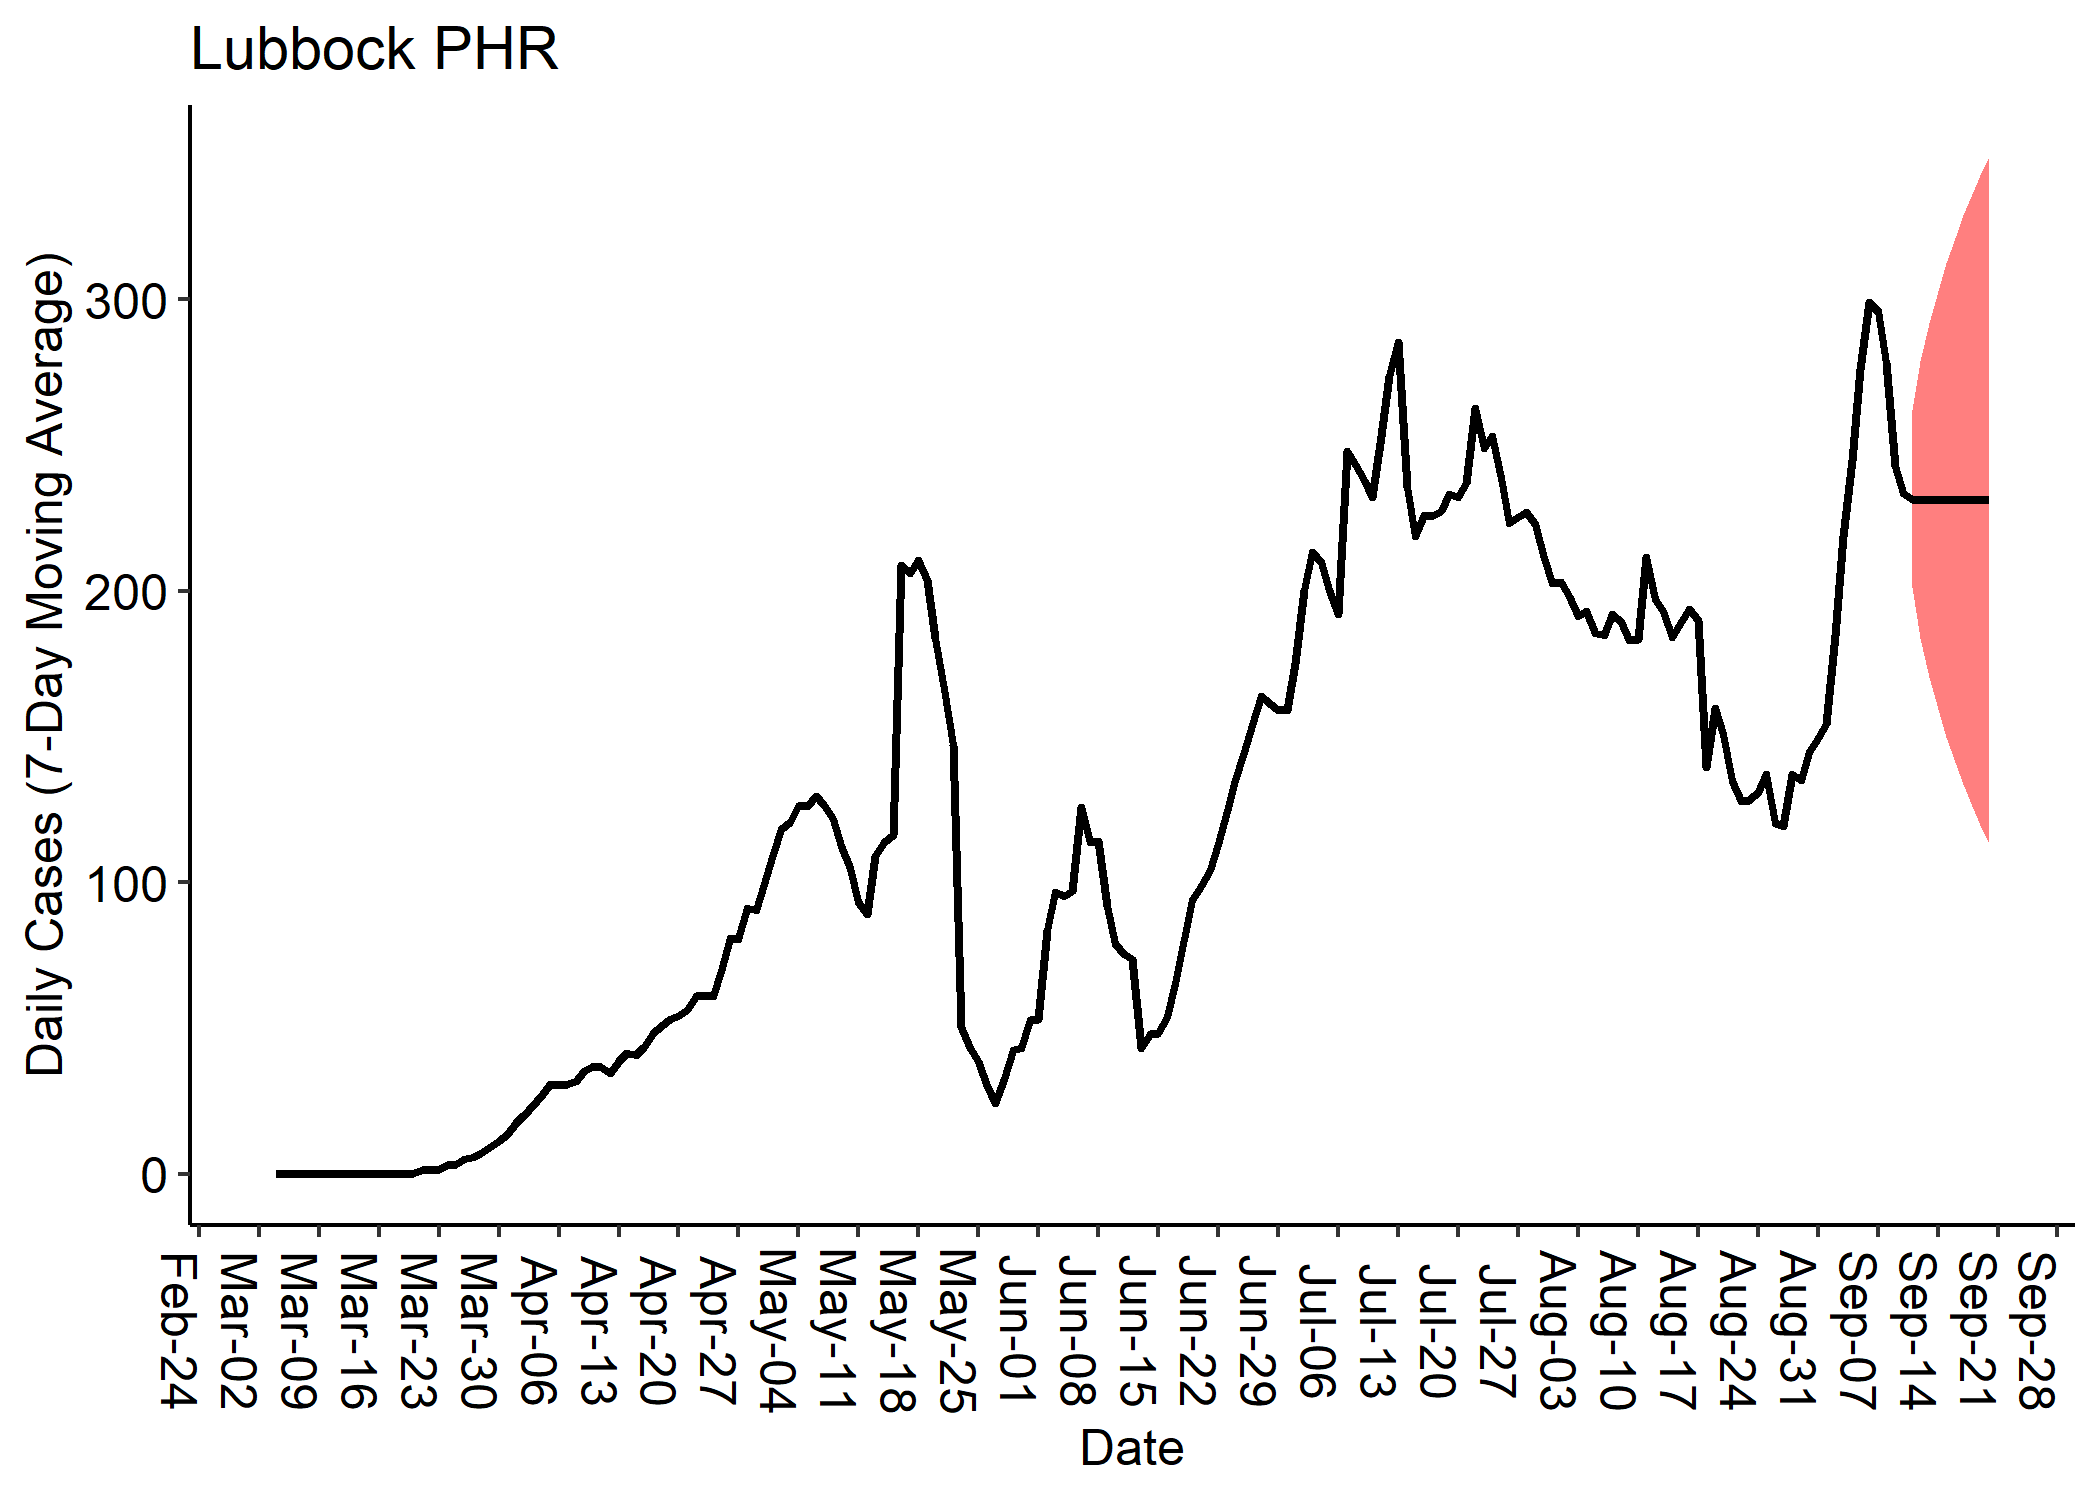 Lubbock PHR
Daily Cases (7-Day Moving Average)
300
200
100
0
Feb-24
Mar-02
Mar-09
Mar-16
Mar-23
Mar-30
Apr-06
Apr-13
Apr-20
Apr-27
May-04
May-11
May-18
May-25
Jun-01
Jun-08
Jun-15
Jun-22
Jun-29
Jul-06
Jul-13
Jul-20
Jul-27
Aug-03
Aug-10
Aug-17
Aug-24
Aug-31
Sep-07
Sep-14
Sep-21
Sep-28
Date